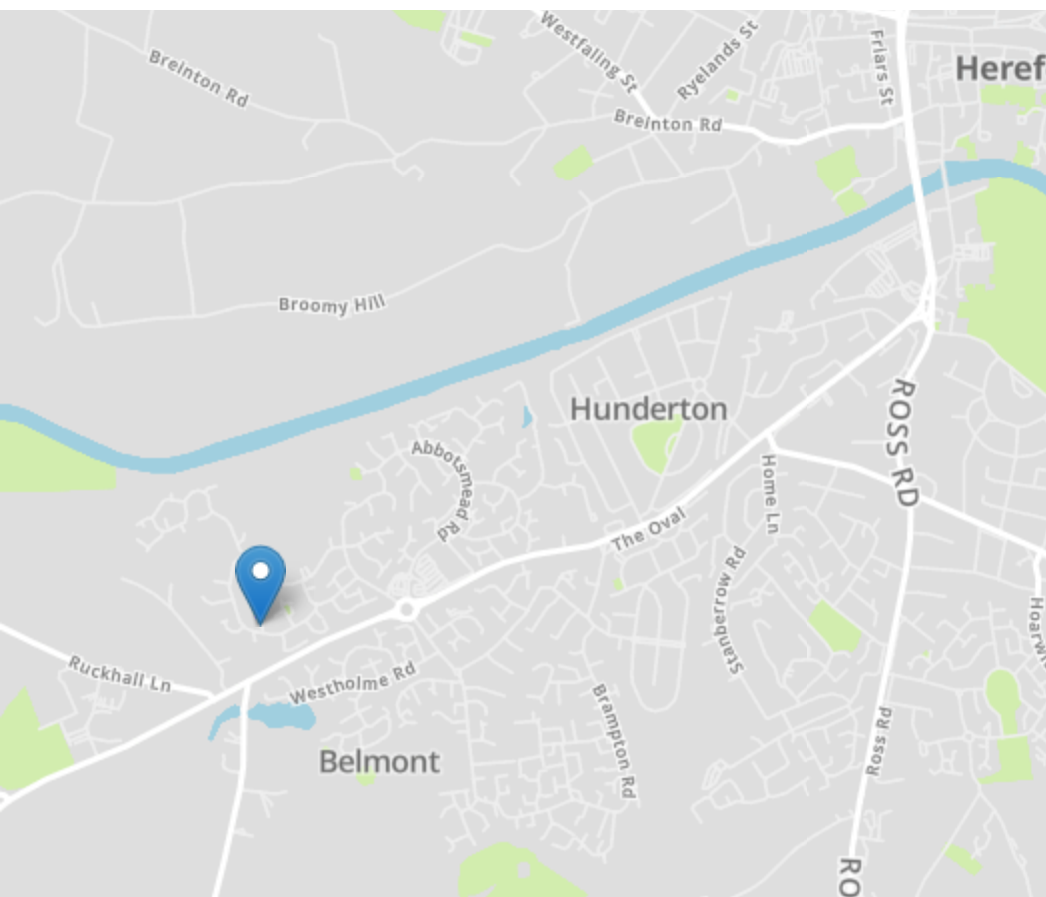 Westfaling St
Ryelands St
Friars St
Breinton Rd
Heref
Breinton Rd
Broomy Hill
ROSS RD
Hunderton
Abbotsmead Rd
Home Ln
The Oval
Stanberrow Rd
Hoarwi
Ruckhall Ln
Westholme Rd
Brampton Rd
Ross Rd
Belmont
RO